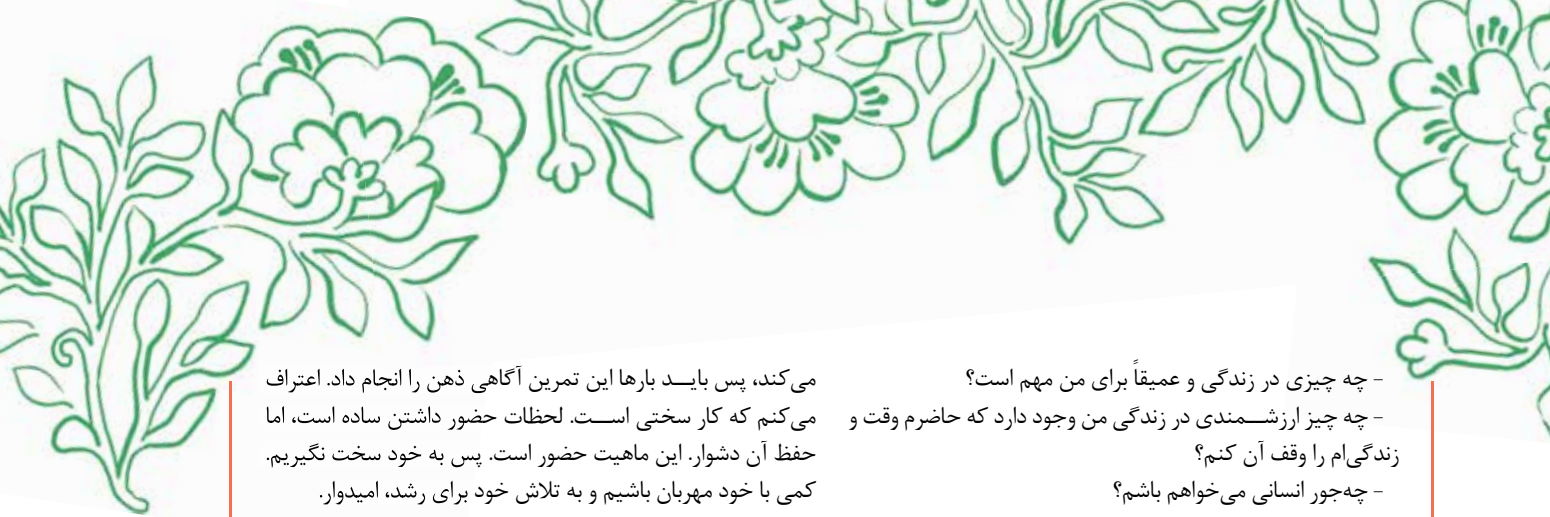 - چه چیزی در زندگی و عمیقاً برای من مهم است؟
- چه چیز ارزشمندی در زندگی من وجود دارد که حاضرم وقت و
زندگی‌ام را وقف آن کنم؟
- چه‌جور انسانی می‌خواهم باشم؟
می‌کند، پس باید بارها این تمرین آگاهی ذهن را انجام داد. اعتراف
می‌کنم که کار سختی است. لحظات حضور داشتن ساده است، اما
حفظ آن دشوار. این ماهیت حضور است. پس به خود سخت نگیریم.
کمی با خود مهربان باشیم و به تلاش خود برای رشد، امیدوار.